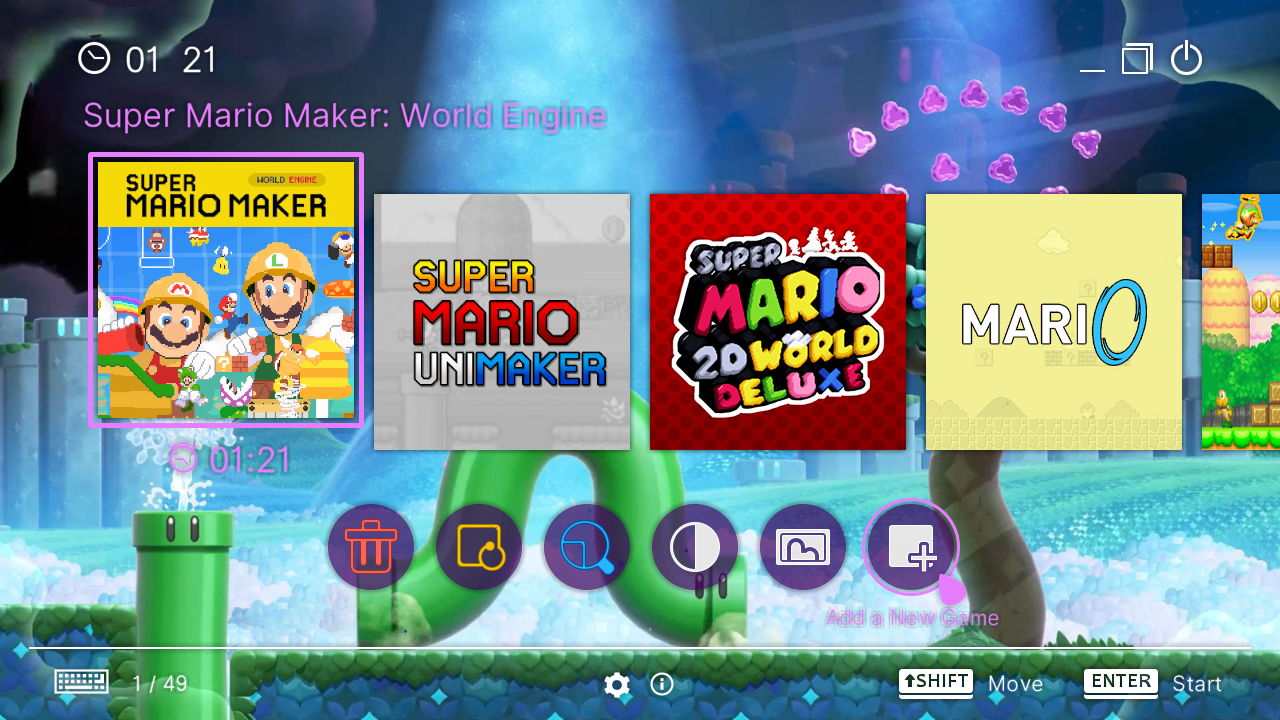 01 21
Super Mario Maker: World Engine
SUPER
WORLD ENGINE
MARIO MAKER
SUPER
MARIO
UNIMAKER
SUPER
MARIO
2D WORLD
DELUXE
MARI0
01:21
Add a New Game
1 / 49
SHIFT Move
ENTER Start